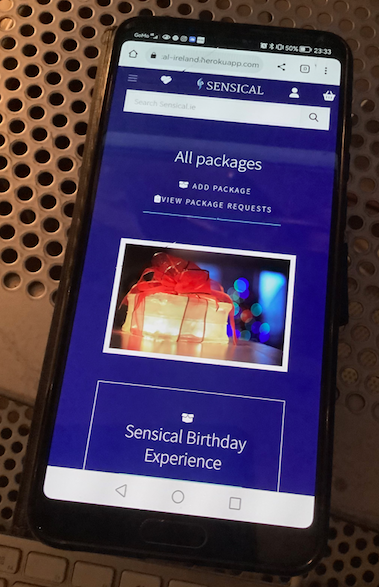 GoMo 50% 23:33
al-ireland.herokuapp.com
SENSICAL
Search Sensical.ie
All packages
ADD PACKAGE
VIEW PACKAGE REQUESTS
Sensical Birthday
Experience